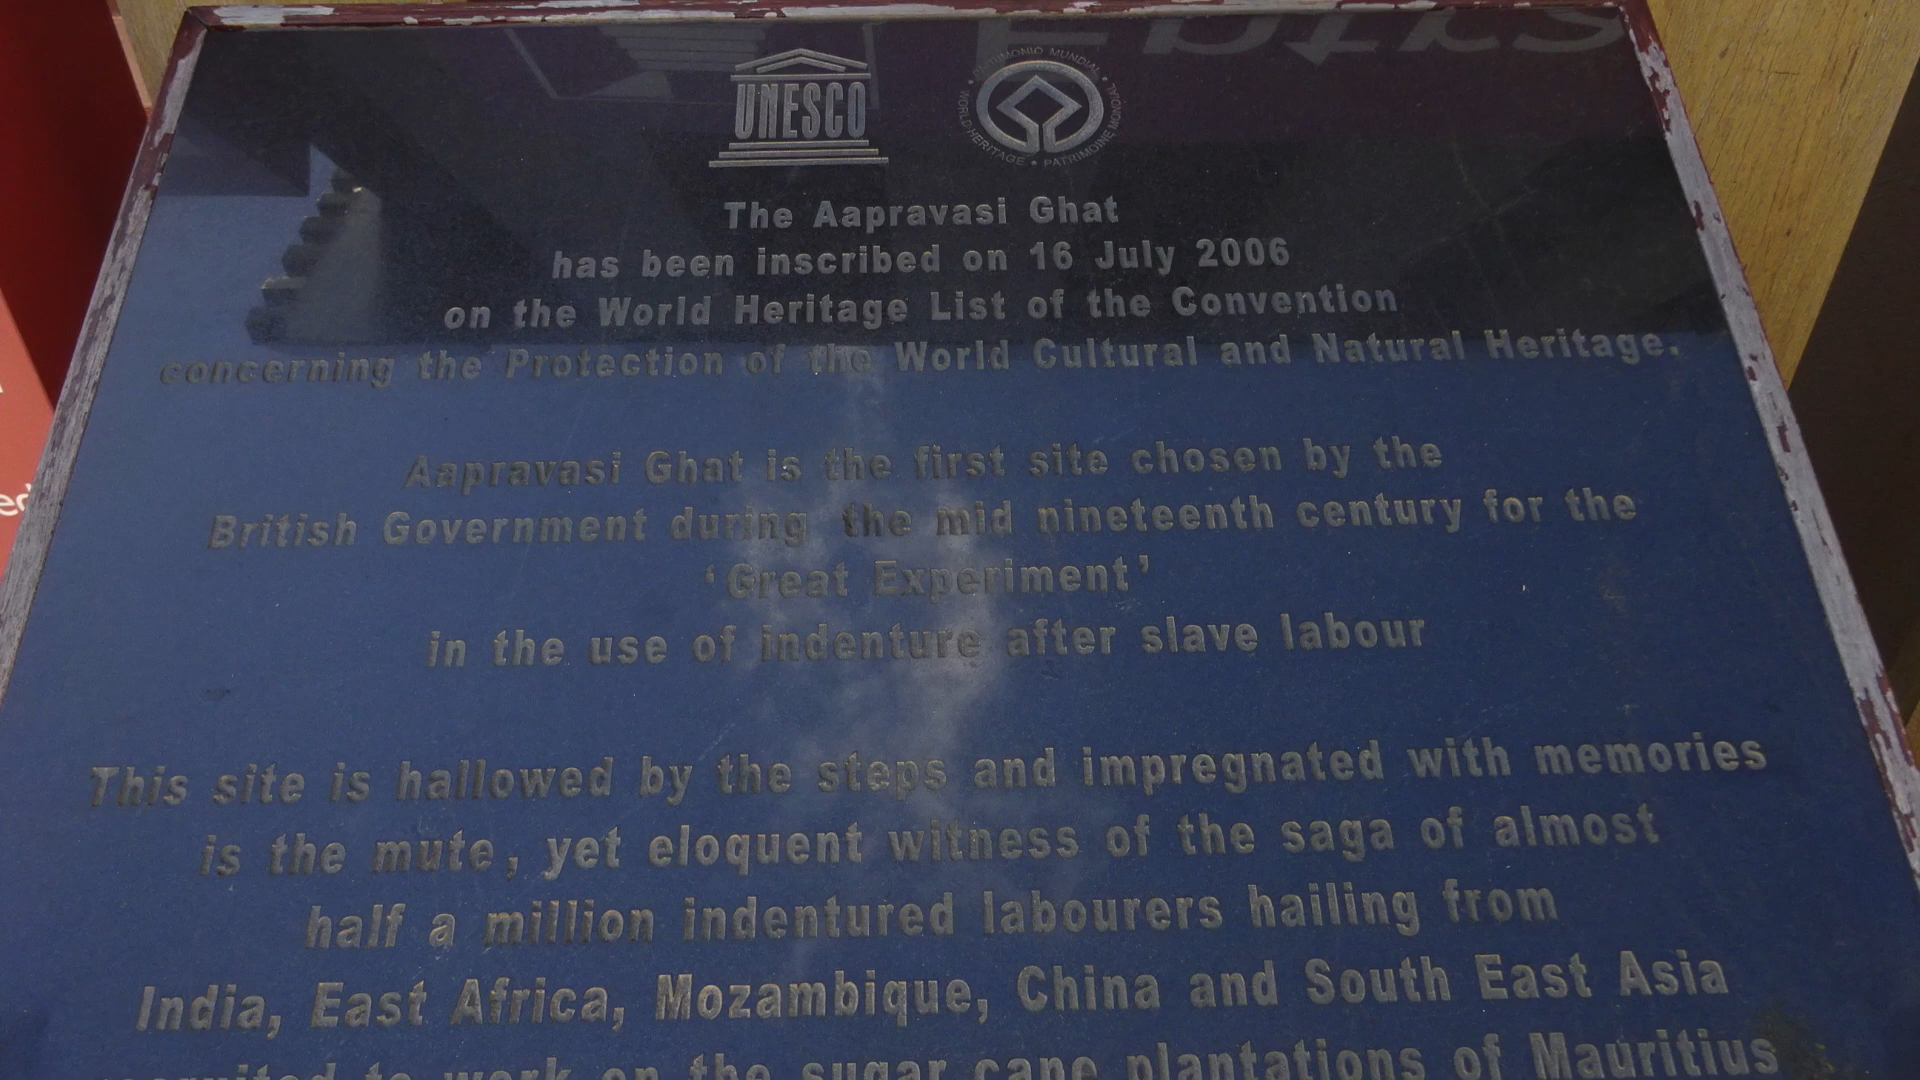 UNESCO
PATRIMONIO MUNDIAL • WORLD HERITAGE • PATRIMOINE MONDIAL
The Aapravasi Ghat
has been inscribed on 16 July 2006
on the World Heritage List of the Convention
concerning the Protection of the World Cultural and Natural Heritage.
Aapravasi Ghat is the first site chosen by the
British Government during the mid nineteenth century for the
‘Great Experiment’
in the use of indenture after slave labour
This site is hallowed by the steps and impregnated with memories
is the mute, yet eloquent witness of the saga of almost
half a million indentured labourers hailing from
India, East Africa, Mozambique, China and South East Asia
recruited to work on the sugar cane plantations of Mauritius